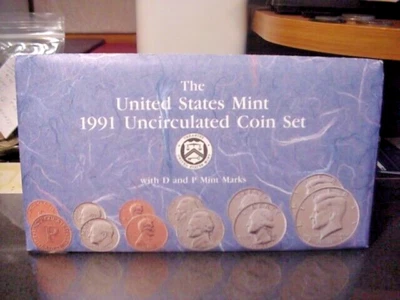 The
United States Mint
1991 Uncirculated Coin Set
with D and P Mint Marks